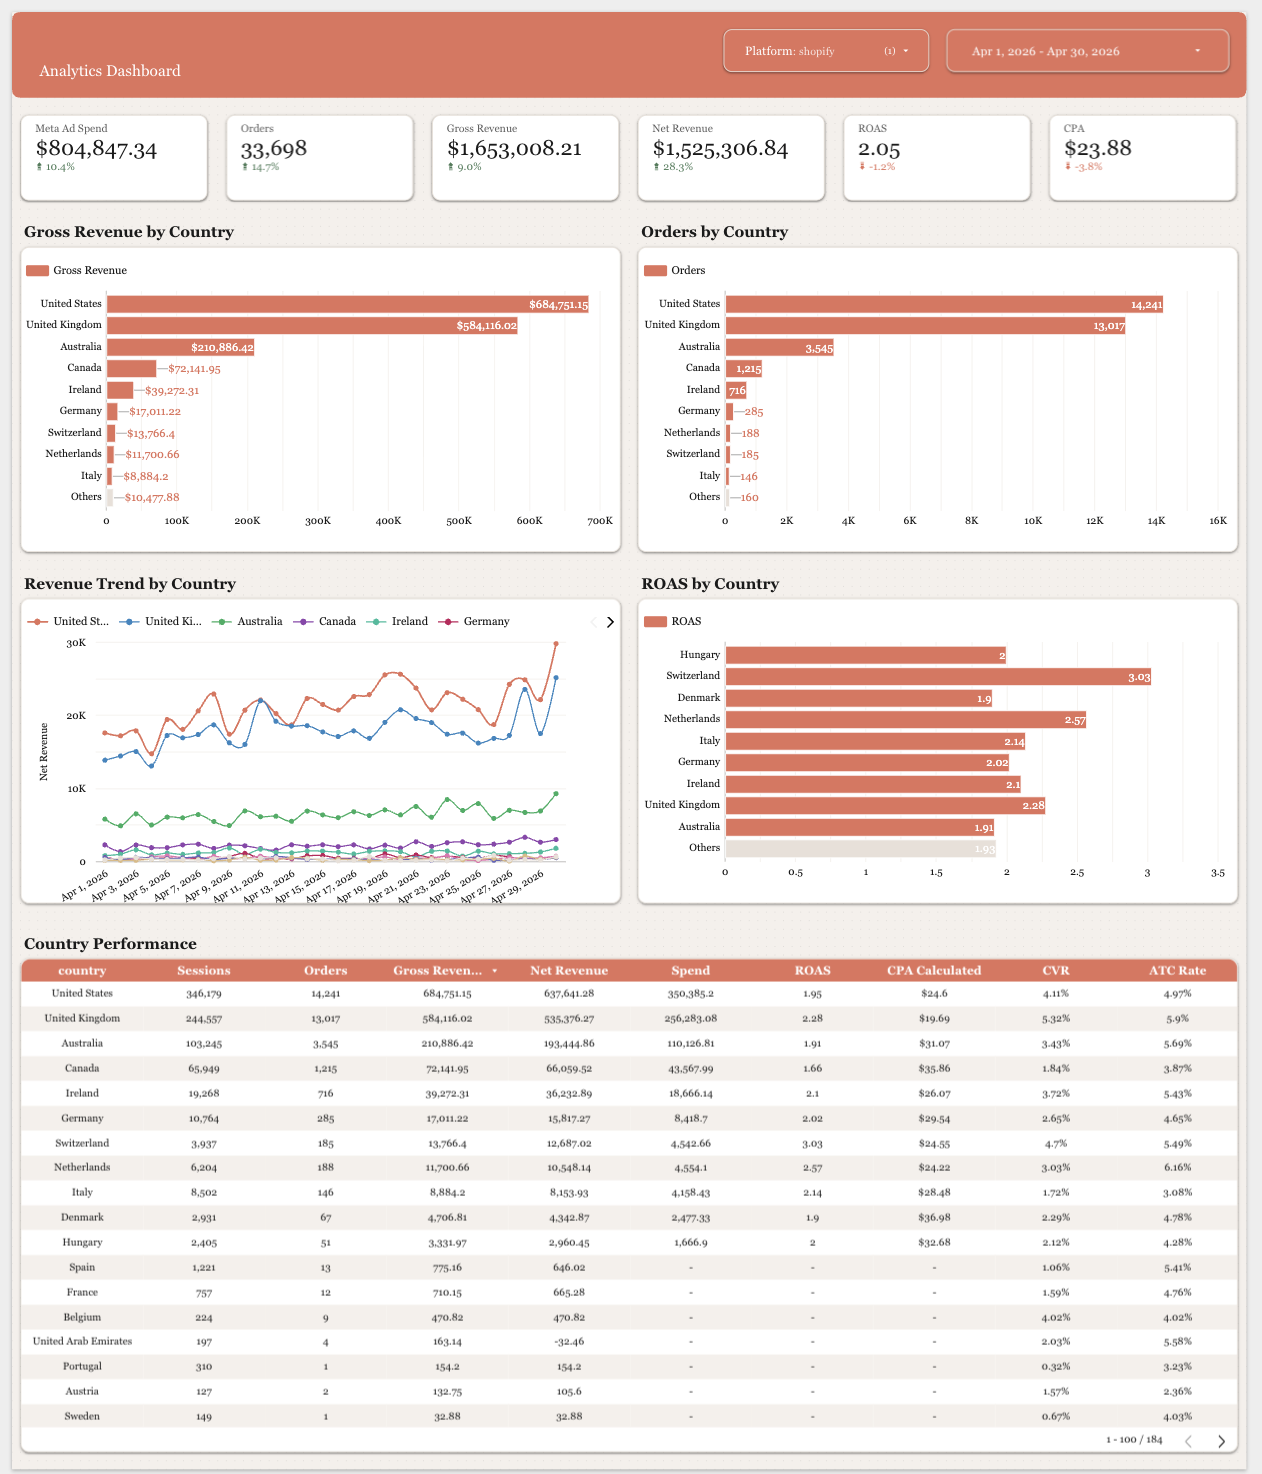 Analytics Dashboard
Platform: shopify (1)
Apr 1, 2026 - Apr 30, 2026
Meta Ad Spend
$804,847.34
10.4%
Orders
33,698
14.7%
Gross Revenue
$1,653,008.21
9.0%
Net Revenue
$1,525,306.84
28.3%
ROAS
2.05
-1.2%
CPA
$23.88
-3.8%
Gross Revenue by Country
Gross Revenue
United States $684,751.15
United Kingdom $584,116.02
Australia $210,886.42
Canada $72,141.95
Ireland $39,272.31
Germany $17,011.22
Switzerland $13,766.4
Netherlands $11,700.66
Italy $8,884.2
Others $10,477.88
0 100K 200K 300K 400K 500K 600K 700K
Orders by Country
Orders
United States 14,241
United Kingdom 13,017
Australia 3,545
Canada 1,215
Ireland 716
Germany 285
Netherlands 188
Switzerland 185
Italy 146
Others 160
0 2K 4K 6K 8K 10K 12K 14K 16K
Revenue Trend by Country
United St... United Ki... Australia Canada Ireland Germany
30K
20K
10K
0
Net Revenue
Apr 1, 2026 Apr 3, 2026 Apr 5, 2026 Apr 7, 2026 Apr 9, 2026 Apr 11, 2026 Apr 13, 2026 Apr 15, 2026 Apr 17, 2026 Apr 19, 2026 Apr 21, 2026 Apr 23, 2026 Apr 25, 2026 Apr 27, 2026 Apr 29, 2026
ROAS by Country
ROAS
Hungary 2
Switzerland 3.03
Denmark 1.9
Netherlands 2.57
Italy 2.14
Germany 2.02
Ireland 2.1
United Kingdom 2.28
Australia 1.91
Others 1.93
0 0.5 1 1.5 2 2.5 3 3.5
Country Performance
country Sessions Orders Gross Reven... Net Revenue Spend ROAS CPA Calculated CVR ATC Rate
United States 346,179 14,241 684,751.15 637,641.28 350,385.2 1.95 $24.6 4.11% 4.97%
United Kingdom 244,557 13,017 584,116.02 535,376.27 256,283.08 2.28 $19.69 5.32% 5.9%
Australia 103,245 3,545 210,886.42 193,444.86 110,126.81 1.91 $31.07 3.43% 5.69%
Canada 65,949 1,215 72,141.95 66,059.52 43,567.99 1.66 $35.86 1.84% 3.87%
Ireland 19,268 716 39,272.31 36,232.89 18,666.14 2.1 $26.07 3.72% 5.43%
Germany 10,764 285 17,011.22 15,817.27 8,418.7 2.02 $29.54 2.65% 4.65%
Switzerland 3,937 185 13,766.4 12,687.02 4,542.66 3.03 $24.55 4.7% 5.49%
Netherlands 6,204 188 11,700.66 10,548.14 4,554.1 2.57 $24.22 3.03% 6.16%
Italy 8,502 146 8,884.2 8,153.93 4,158.43 2.14 $28.48 1.72% 3.08%
Denmark 2,931 67 4,706.81 4,342.87 2,477.33 1.9 $36.98 2.29% 4.78%
Hungary 2,405 51 3,331.97 2,960.45 1,666.9 2 $32.68 2.12% 4.28%
Spain 1,221 13 775.16 646.02 - - - 1.06% 5.41%
France 757 12 710.15 665.28 - - - 1.59% 4.76%
Belgium 224 9 470.82 470.82 - - - 4.02% 4.02%
United Arab Emirates 197 4 163.14 -32.46 - - - 2.03% 5.58%
Portugal 310 1 154.2 154.2 - - - 0.32% 3.23%
Austria 127 2 132.75 105.6 - - - 1.57% 2.36%
Sweden 149 1 32.88 32.88 - - - 0.67% 4.03%
1 - 100 / 184